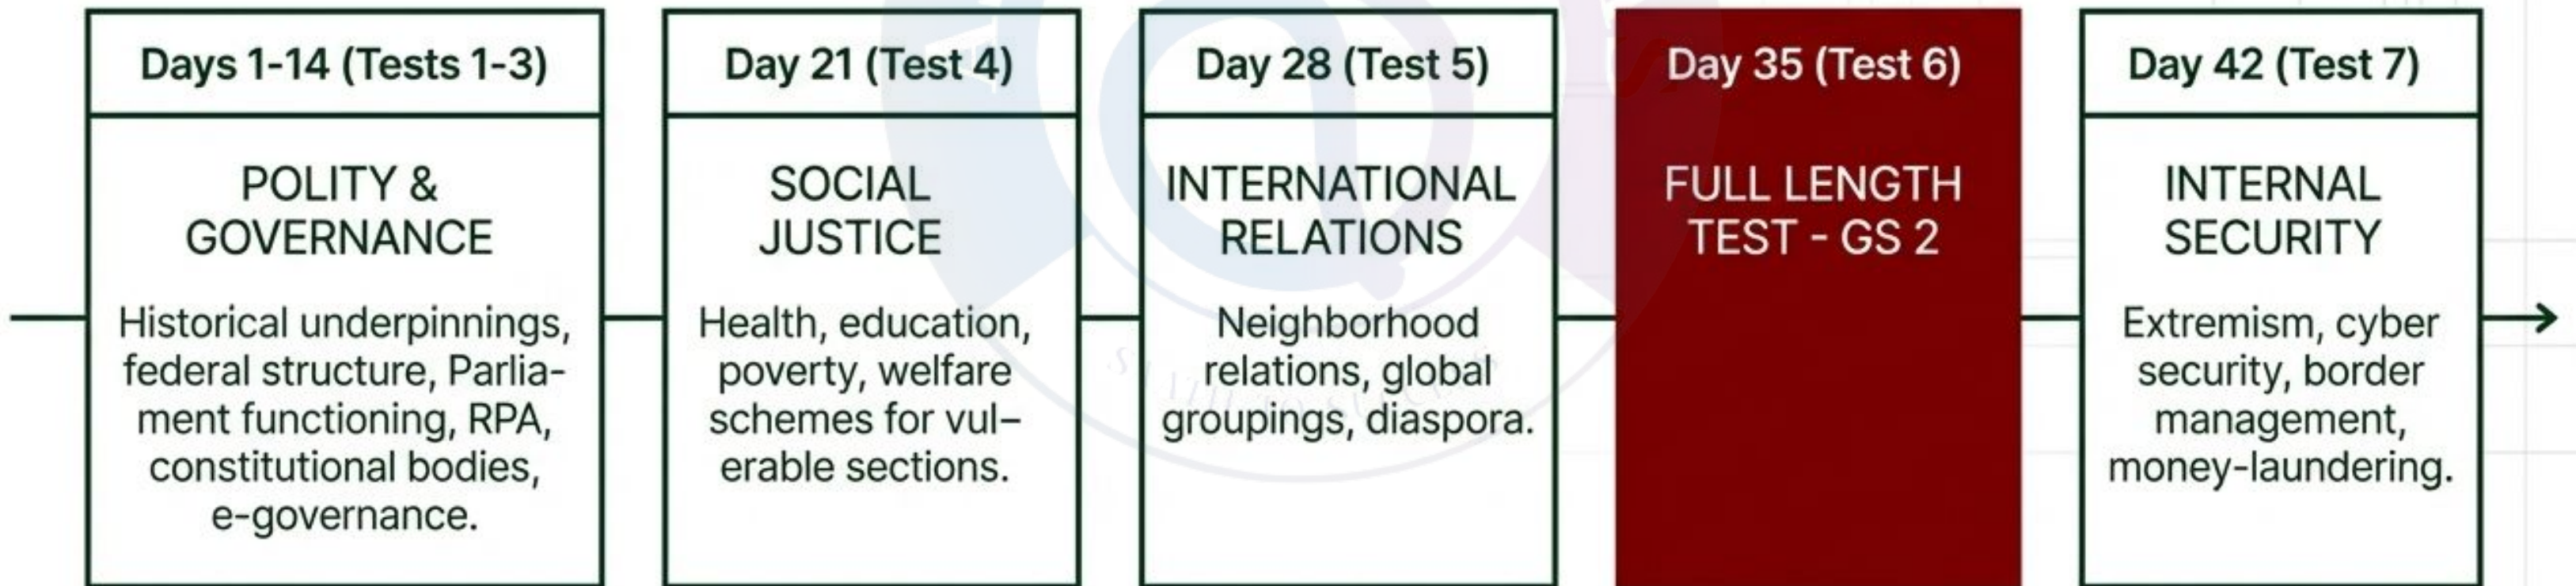 Days 1-14 (Tests 1-3)
POLITY &
GOVERNANCE
Historical underpinnings,
federal structure, Parlia-
ment functioning, RPA,
constitutional bodies,
e-governance.
Day 21 (Test 4)
SOCIAL
JUSTICE
Health, education,
poverty, welfare
schemes for vul–
erable sections.
Day 28 (Test 5)
INTERNATIONAL
RELATIONS
Neighborhood
relations, global
groupings, diaspora.
Day 35 (Test 6)
FULL LENGTH
TEST - GS 2
Day 42 (Test 7)
INTERNAL
SECURITY
Extremism, cyber
security, border
management,
money-laundering.